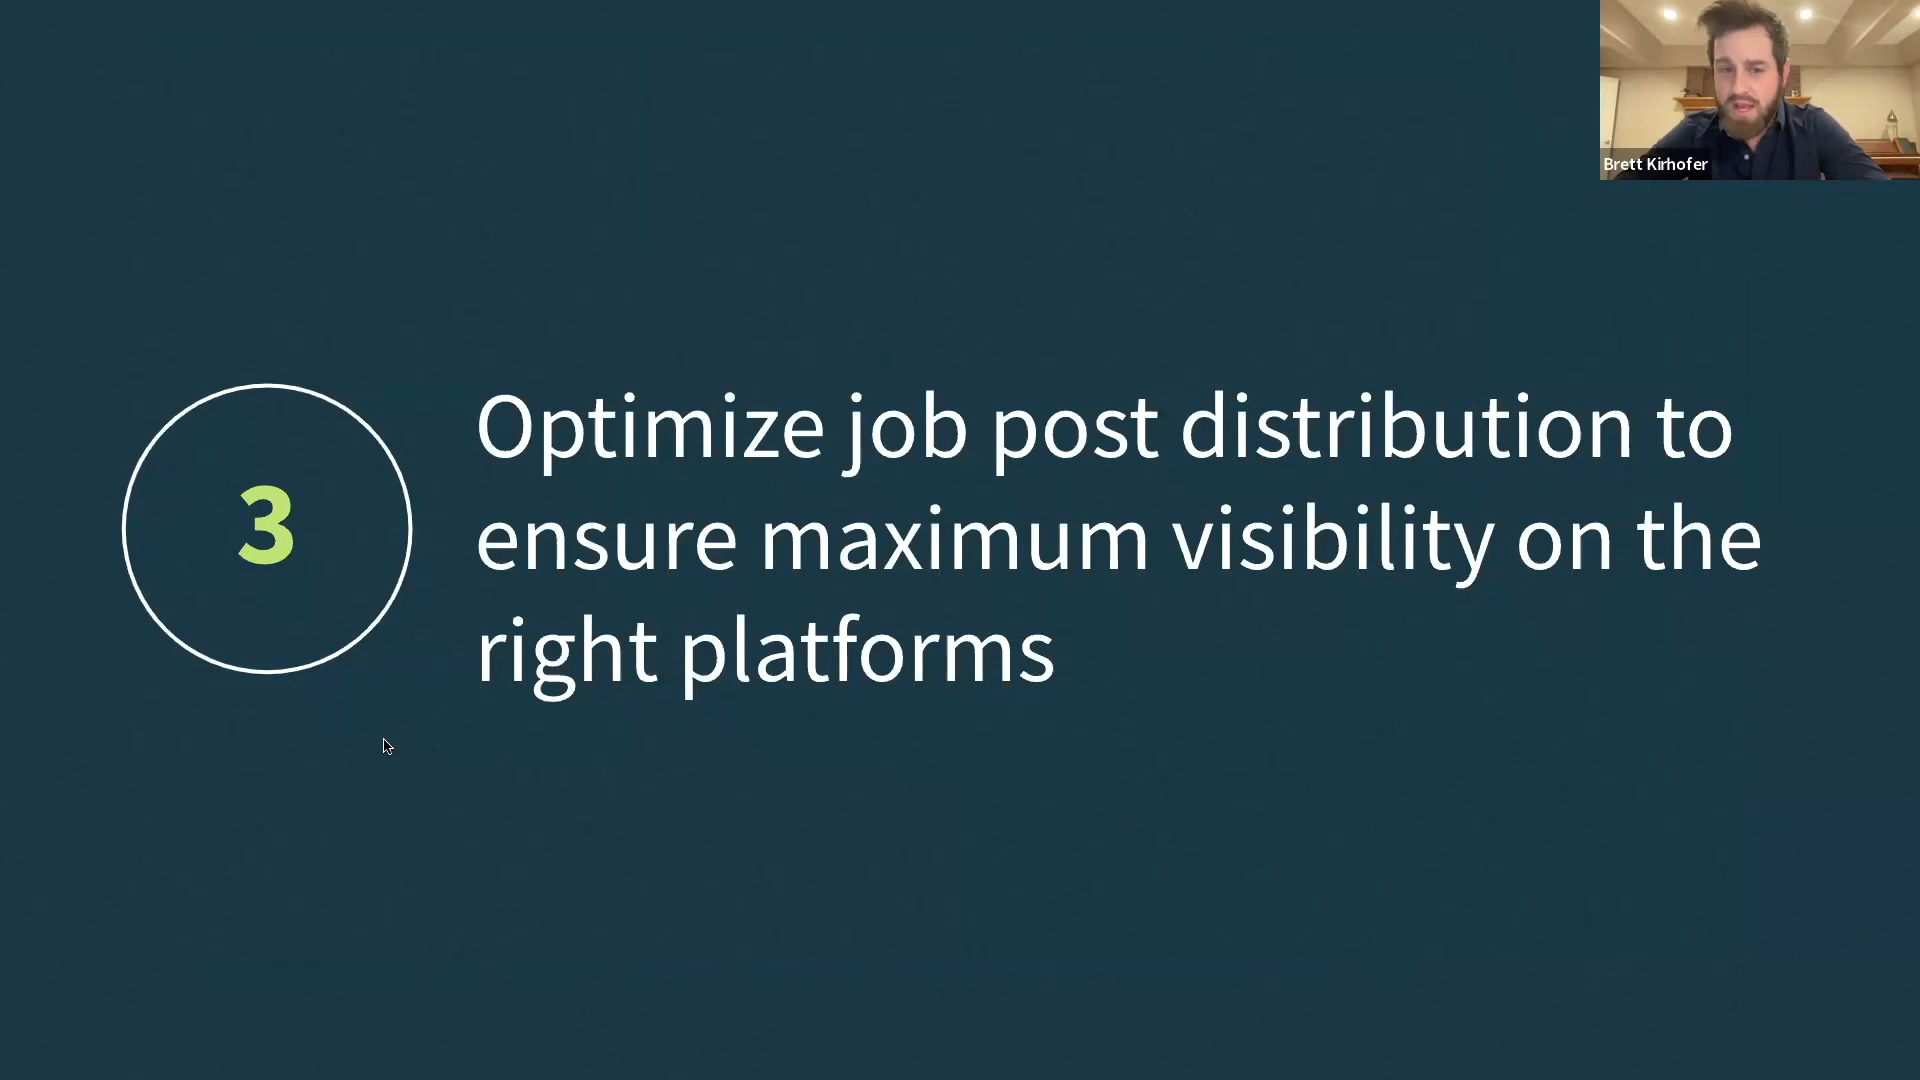 Brett Kirhofer
3
Optimize job post distribution to
ensure maximum visibility on the
right platforms